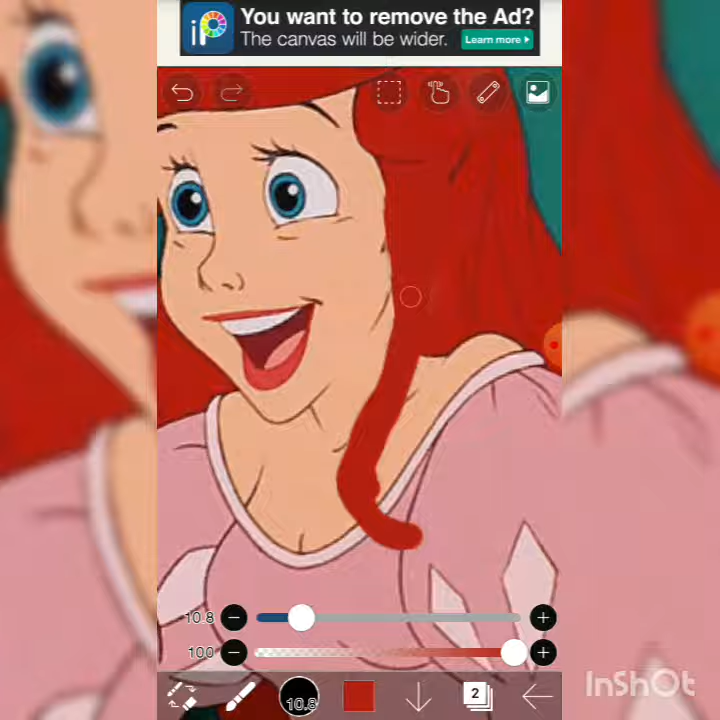 You want to remove the Ad?
The canvas will be wider.
Learn more
iP
10.8
100
10.8
2
InShOt